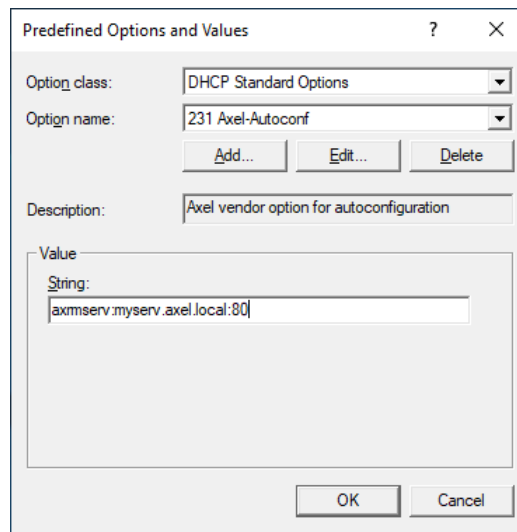 Predefined Options and Values ? ×
Option class: DHCP Standard Options
Option name: 231 Axel-Autoconf
Add... Edit... Delete
Description: Axel vendor option for autoconfiguration
Value
String:
axrmserv:myserv.axel.local:80
OK Cancel